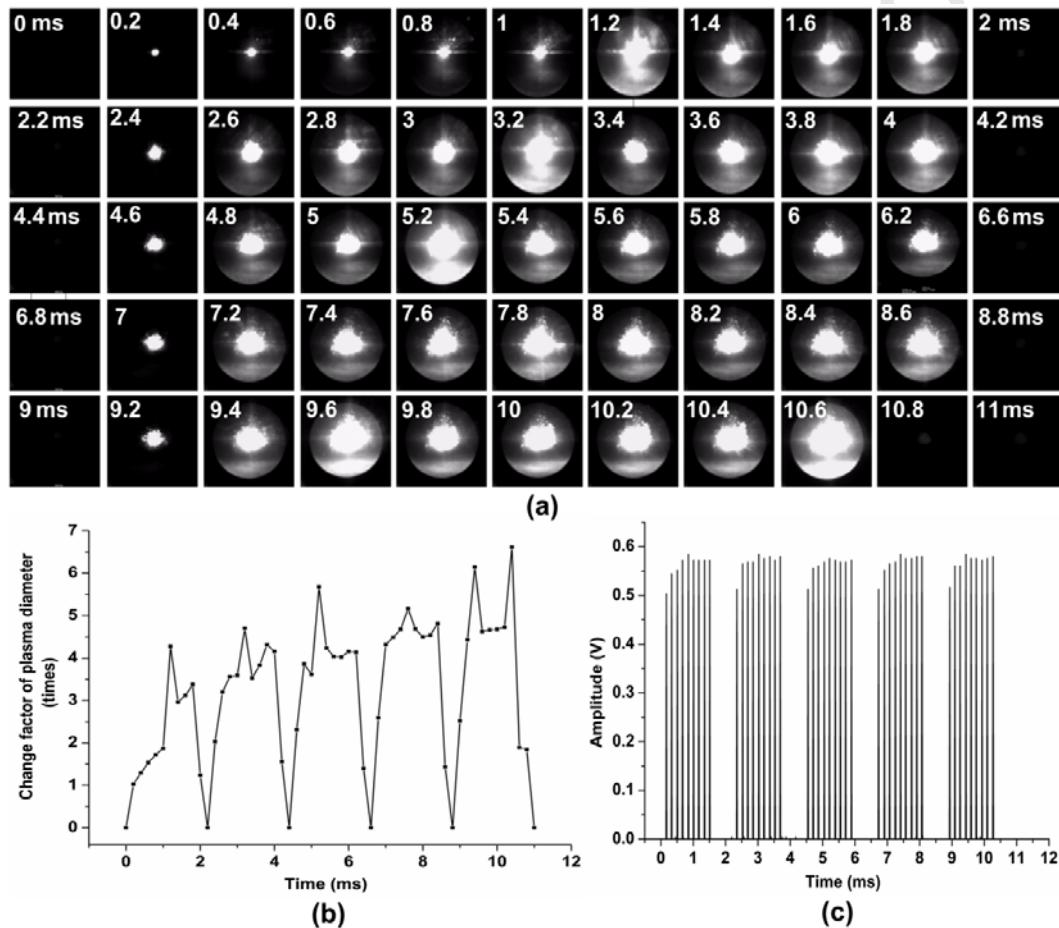 0 ms 0.2 0.4 0.6 0.8 1 1.2 1.4 1.6 1.8 2 ms
2.2 ms 2.4 2.6 2.8 3 3.2 3.4 3.6 3.8 4 4.2 ms
4.4 ms 4.6 4.8 5 5.2 5.4 5.6 5.8 6 6.2 6.6 ms
6.8 ms 7 7.2 7.4 7.6 7.8 8 8.2 8.4 8.6 8.8 ms
9 ms 9.2 9.4 9.6 9.8 10 10.2 10.4 10.6 10.8 11ms
(a)
Change factor of plasma diameter
(times)
7
6
5
4
3
2
1
0
0 2 4 6 8 10 12
Time (ms)
(b)
Amplitude (V)
0.6
0.5
0.4
0.3
0.2
0.1
0.0
0 1 2 3 4 5 6 7 8 9 10 11 12
Time (ms)
(c)